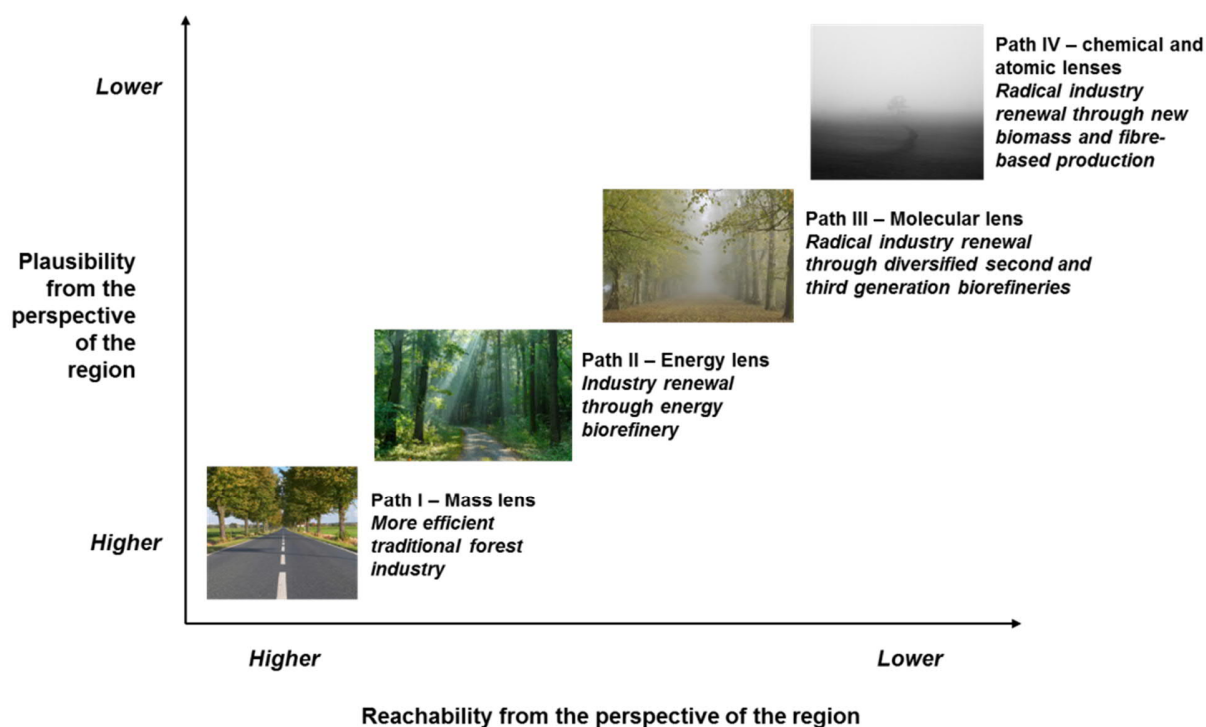 Lower
Path IV – chemical and
atomic lenses
Radical industry
renewal through new
biomass and fibre-
based production
Path III – Molecular lens
Radical industry renewal
through diversified second and
third generation biorefineries
Plausibility
from the
perspective
of the
region
Path II – Energy lens
Industry renewal
through energy
biorefinery
Path I – Mass lens
More efficient
traditional forest
industry
Higher
Higher
Lower
Reachability from the perspective of the region